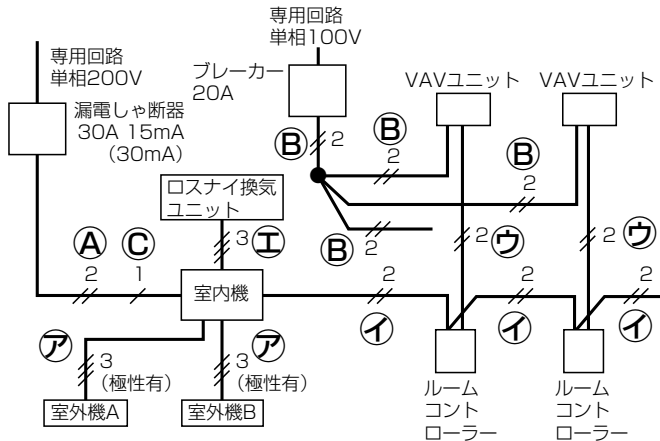 専用回路
単相100V
専用回路
単相200V
ブレーカー
20A
VAVユニット
VAVユニット
漏電しゃ断器
30A 15mA
(30mA)
Ⓑ 2
Ⓑ
2
Ⓑ
2
ロスナイ換気
ユニット
Ⓑ 2
3 エ
2 ウ
2 ウ
Ⓐ
2
Ⓒ
1
室内機
2
イ
2
イ
2
イ
ア
3
(極性有)
ア
3
(極性有)
室外機A
室外機B
ルーム
コント
ローラー
ルーム
コント
ローラー